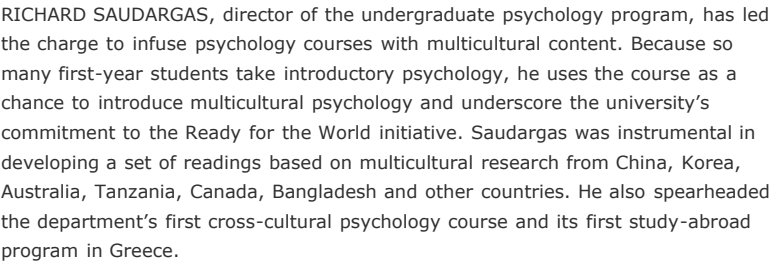 RICHARD SAUDARGAS, director of the undergraduate psychology program, has led
the charge to infuse psychology courses with multicultural content. Because so
many first-year students take introductory psychology, he uses the course as a
chance to introduce multicultural psychology and underscore the university’s
commitment to the Ready for the World initiative. Saudargas was instrumental in
developing a set of readings based on multicultural research from China, Korea,
Australia, Tanzania, Canada, Bangladesh and other countries. He also spearheaded
the department’s first cross-cultural psychology course and its first study-abroad
program in Greece.